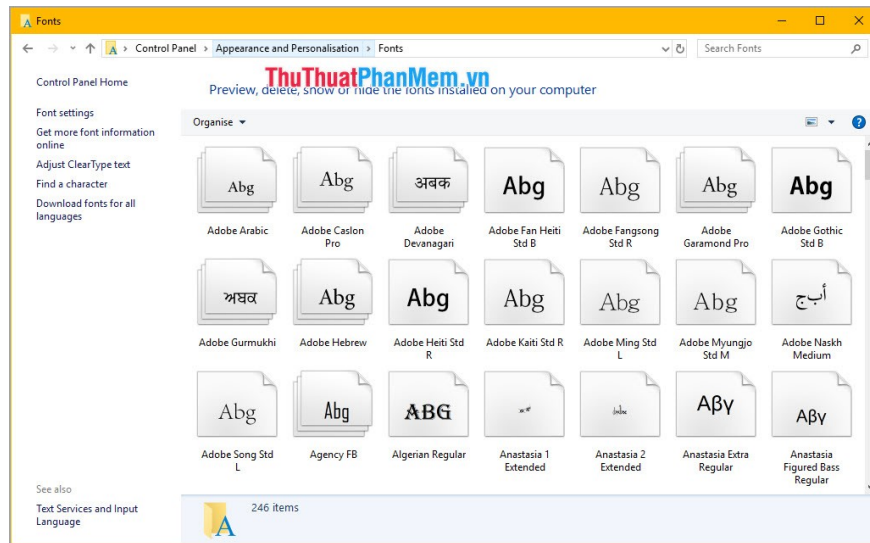 Fonts
Control Panel > Appearance and Personalisation > Fonts
Search Fonts
Control Panel Home
Font settings
Get more font information
online
Adjust ClearType text
Find a character
Download fonts for all
languages
See also
Text Services and Input
Language
ThuThuatPhanMem.vn
Preview, delete, show or hide the fonts installed on your computer
Organise
Abg
Abg
अबक
Abg
Abg
Abg
Abg
Adobe Arabic
Adobe Caslon
Pro
Adobe
Devanagari
Adobe Fan Heiti
Std B
Adobe Fangsong
Std R
Adobe
Garamond Pro
Adobe Gothic
Std B
ਅਬਕ
Abg
Abg
Abg
Abg
Abg
أب ج
Adobe Gurmukhi
Adobe Hebrew
Adobe Heiti Std
R
Adobe Kaiti Std R
Adobe Ming Std
L
Adobe Myungjo
Std M
Adobe Naskh
Medium
Abg
Abg
ABG
Aβγ
Aβγ
Adobe Song Std
L
Agency FB
Algerian Regular
Anastasia 1
Extended
Anastasia 2
Extended
Anastasia Extra
Regular
Anastasia
Figured Bass
Regular
246 items